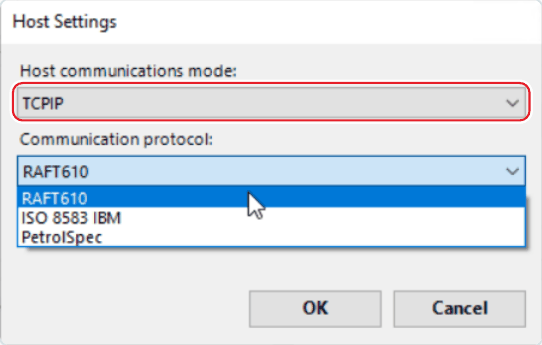 Host Settings
Host communications mode:
TCPIP
Communication protocol:
RAFT610
RAFT610
ISO 8583 IBM
PetrolSpec
OK
Cancel